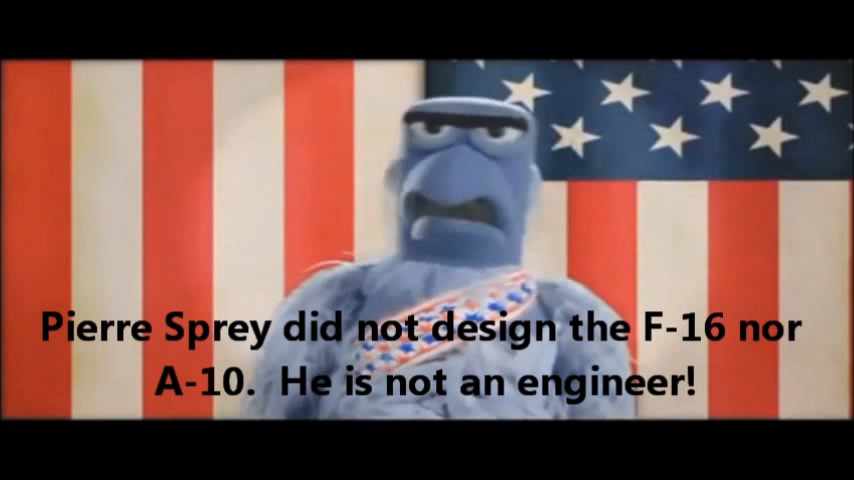 Pierre Sprey did not design the F-16 nor
A-10.  He is not an engineer!